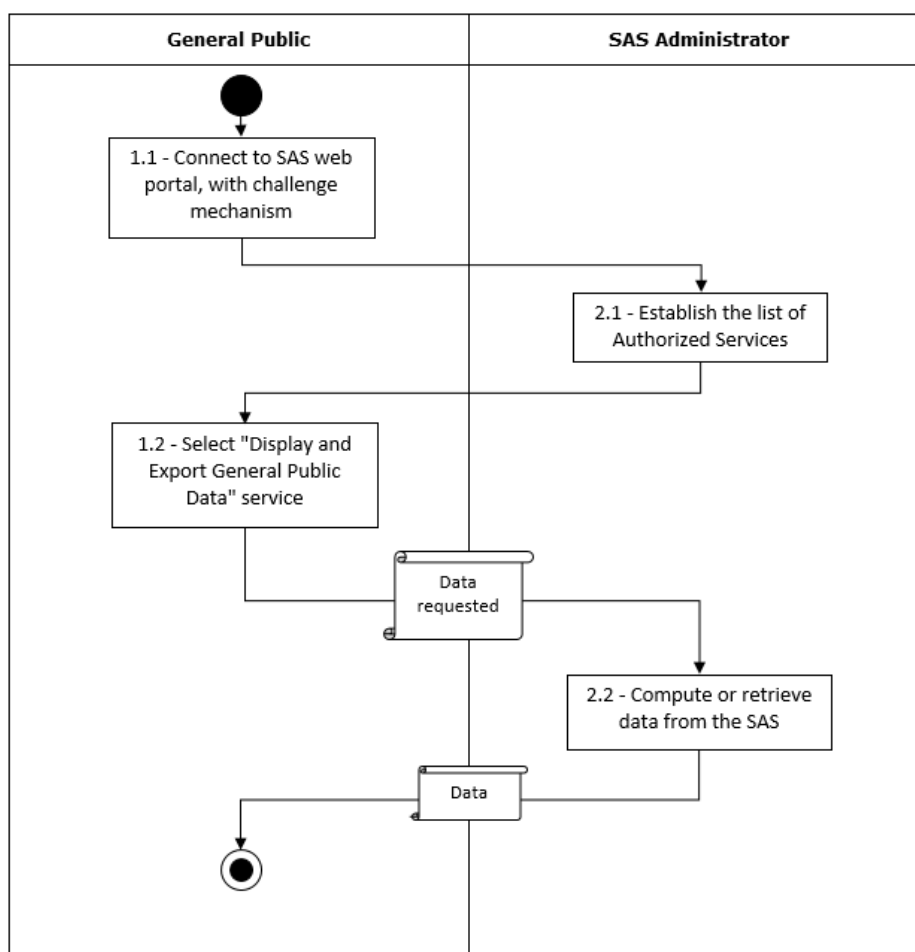 General Public
SAS Administrator
1.1 - Connect to SAS web
portal, with challenge
mechanism
2.1 - Establish the list of
Authorized Services
1.2 - Select "Display and
Export General Public
Data" service
Data
requested
2.2 - Compute or retrieve
data from the SAS
Data